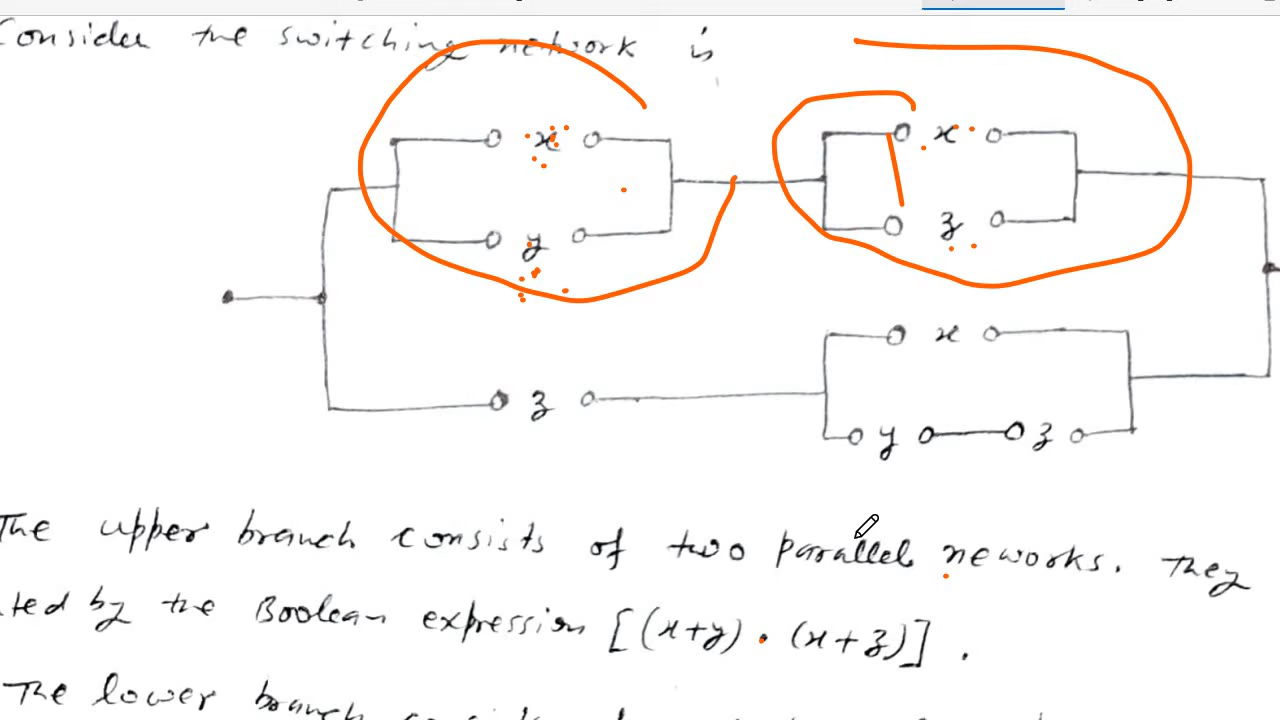 Consider the switching network is
x x
y z
x
z
y z
The upper branch consists of two parallel neworks. They
ted by the Boolean expression [(x+y) . (x+z)] .
The lower branch